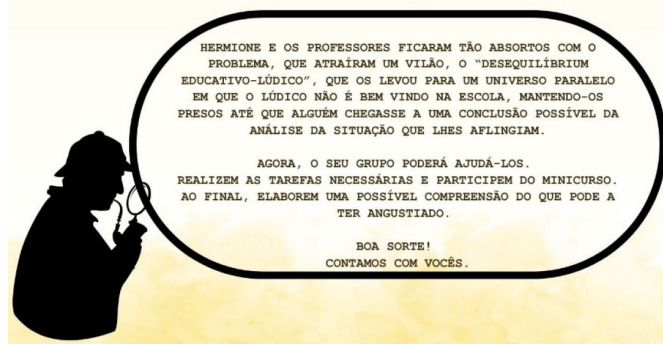 HERMIONE E OS PROFESSORES FICARAM TÃO ABSORTOS COM O
PROBLEMA, QUE ATRAÍRAM UM VILÃO, O "DESEQUILÍBRIUM
EDUCATIVO-LÚDICO", QUE OS LEVOU PARA UM UNIVERSO PARALELO
EM QUE O LÚDICO NÃO É BEM VINDO NA ESCOLA, MANTENDO-OS
PRESOS ATÉ QUE ALGUÉM CHEGASSE A UMA CONCLUSÃO POSSÍVEL DA
ANÁLISE DA SITUAÇÃO QUE LHES AFLINGIAM.
AGORA, O SEU GRUPO PODERÁ AJUDÁ-LOS.
REALIZEM AS TAREFAS NECESSÁRIAS E PARTICIPEM DO MINICURSO.
AO FINAL, ELABOREM UMA POSSÍVEL COMPREENSÃO DO QUE PODE A
TER ANGUSTIADO.
BOA SORTE!
CONTAMOS COM VOCÊS.